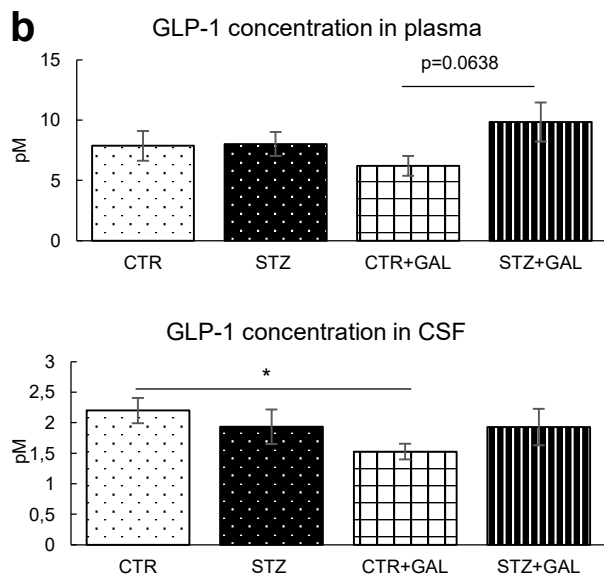 b
GLP-1 concentration in plasma
p=0.0638
15
10
5
0
pM
CTR STZ CTR+GAL STZ+GAL
GLP-1 concentration in CSF
*
3
2,5
2
1,5
1
0,5
0
pM
CTR STZ CTR+GAL STZ+GAL